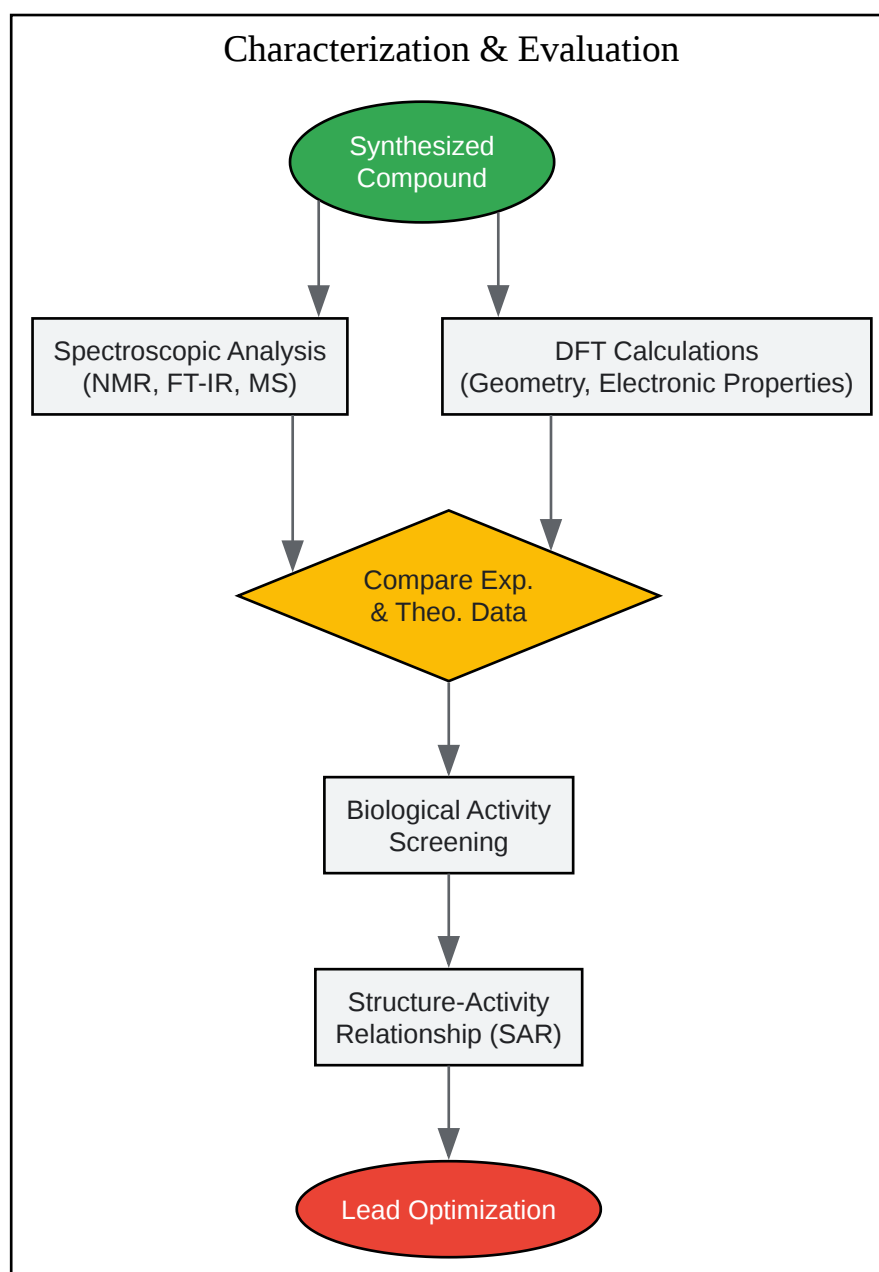 Characterization & Evaluation
Synthesized
Compound
Spectroscopic Analysis
(NMR, FT-IR, MS)
DFT Calculations
(Geometry, Electronic Properties)
Compare Exp.
& Theo. Data
Biological Activity
Screening
Structure-Activity
Relationship (SAR)
Lead Optimization